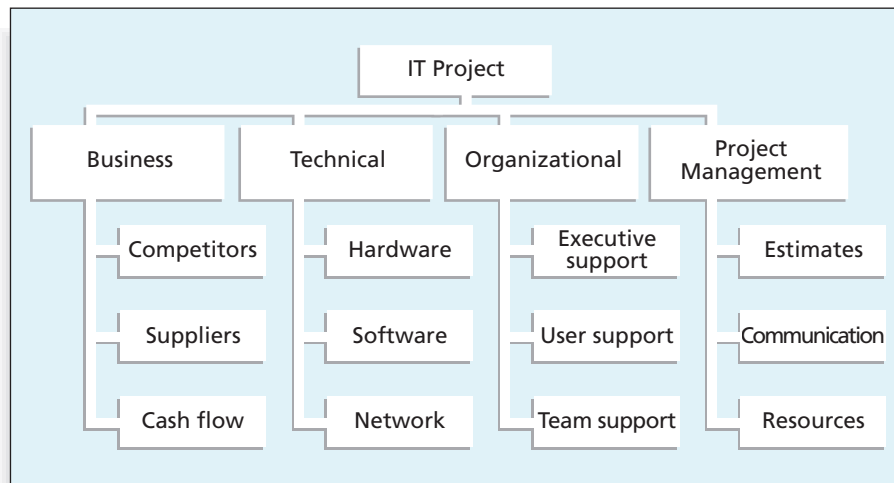 IT Project
Business
Technical
Organizational
Project
Management
Competitors
Hardware
Executive
support
Estimates
Suppliers
Software
User support
Communication
Cash flow
Network
Team support
Resources